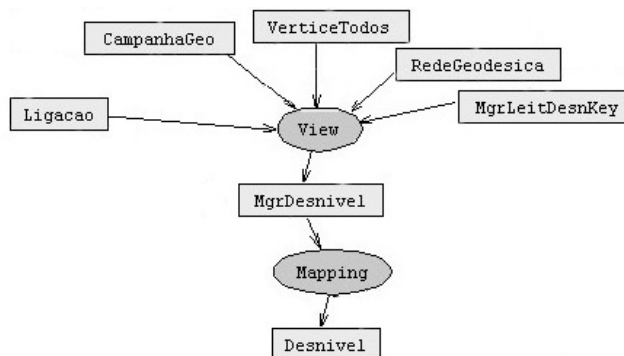 VerticeTodos
CampanhaGeo
RedeGeodesica
MgrLeitDesnKey
Ligacao
View
MgrDesnivel
Mapping
Desnivel